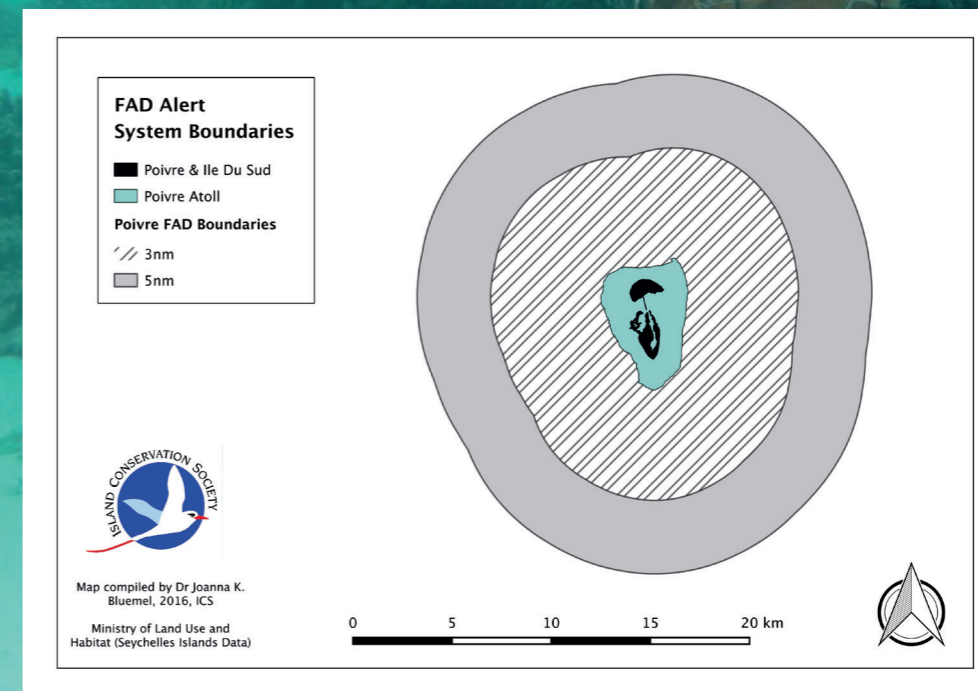 FAD Alert
System Boundaries
Poivre & Ile Du Sud
Poivre Atoll
Poivre FAD Boundaries
3nm
5nm
ISLAND CONSERVATION SOCIETY
Map compiled by Dr Joanna K.
Bluemel, 2016, ICS
Ministry of Land Use and
Habitat (Seychelles Islands Data)
0 5 10 15 20 km